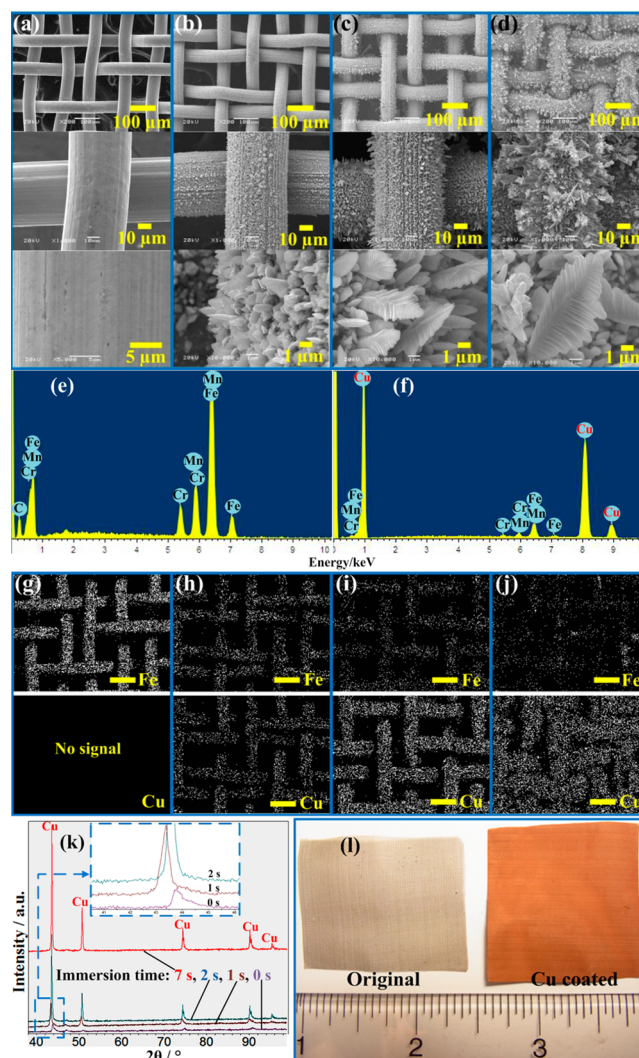 (a) (b) (c) (d)
100 µm 100 µm 100 µm 100 µm
10 µm 10 µm 10 µm 10 µm
5 µm 1 µm 1 µm 1 µm
(e) (f)
Mn Cu
Fe Cu
Fe Mn Cr C
Cr Cr Fe
Fe Mn Cr
Cr Mn Fe Mn Cr Fe Cu
1 2 3 4 5 6 7 8 9 10 1 2 3 4 5 6 7 8 9
Energy/keV
(g) (h) (i) (j)
Fe Fe Fe Fe
No signal
Cu Cu Cu Cu
(k) (l)
Cu
2 s
1 s
0 s
Cu Cu Cu Cu
Intensity / a.u.
Immersion time: 7 s, 2 s, 1 s, 0 s
40 50 60 70 80 90
2θ / °
Original Cu coated
1 2 3